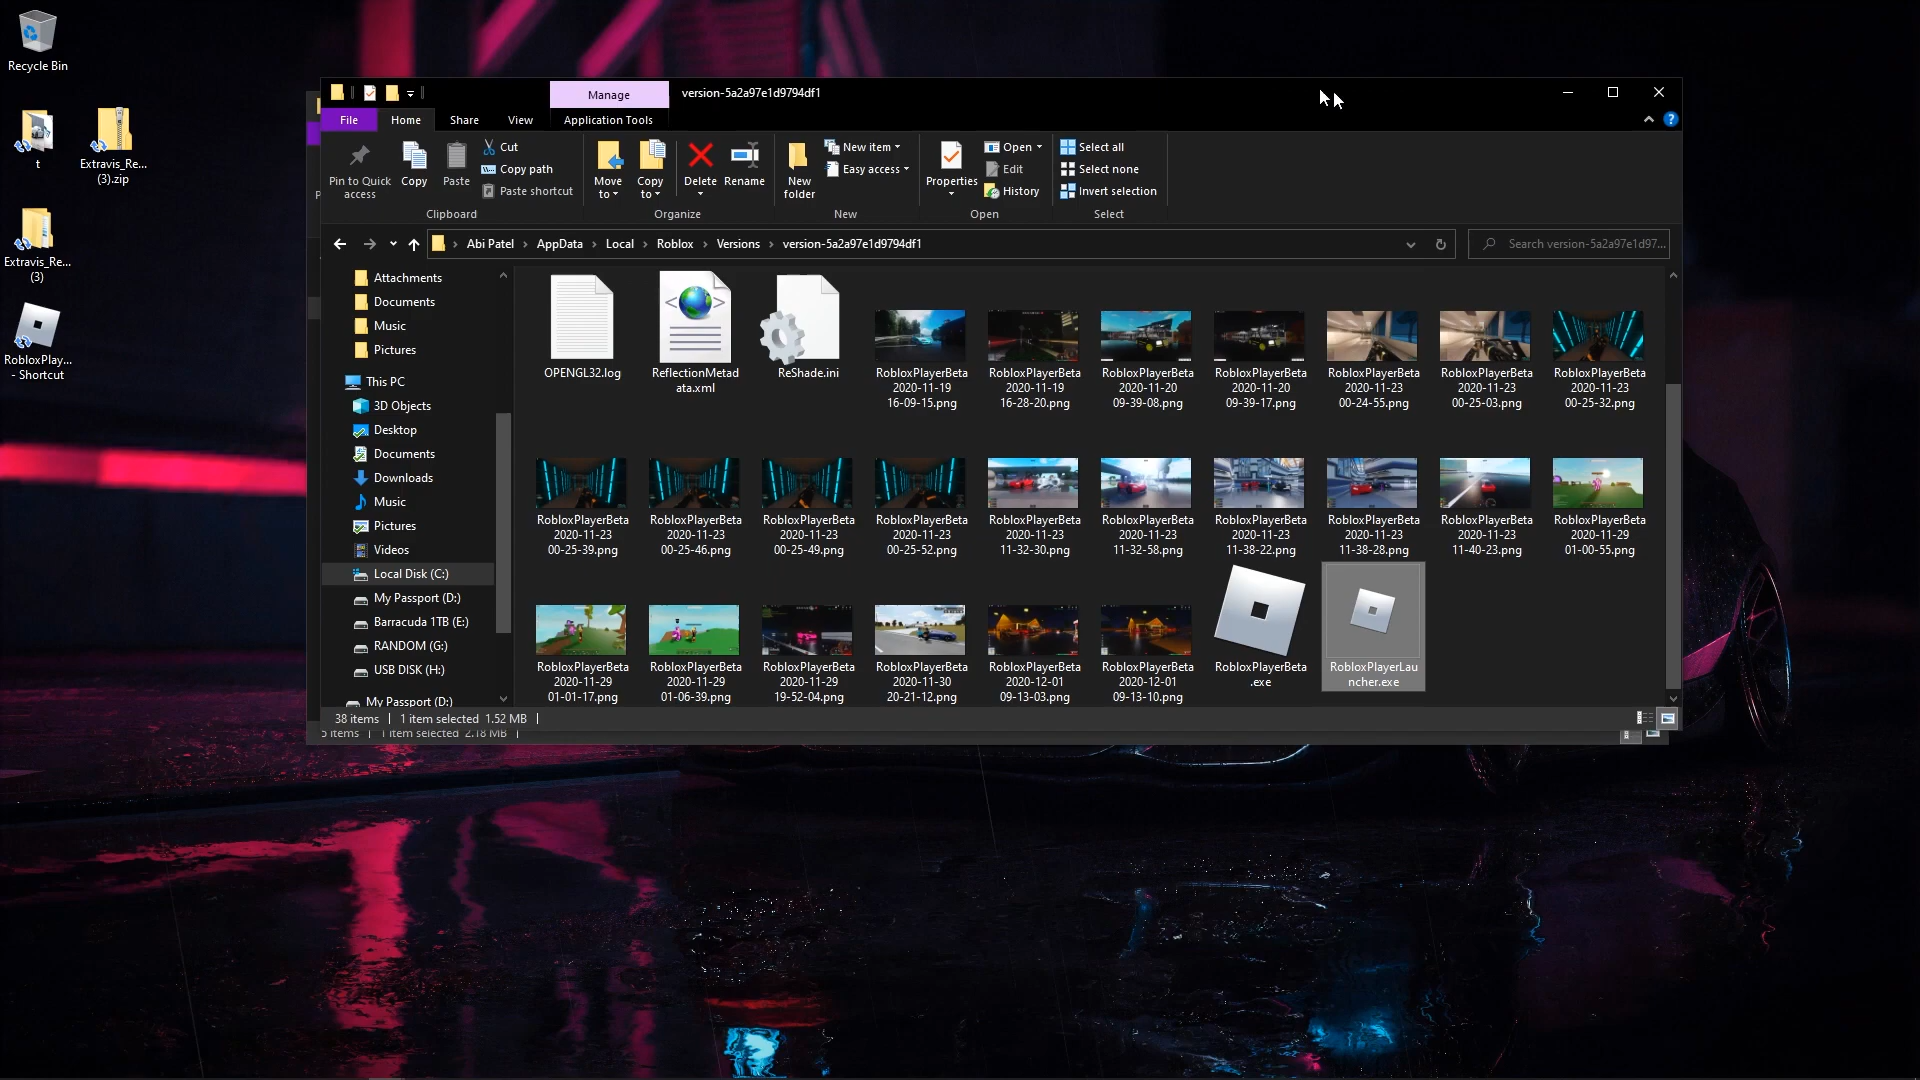 Recycle Bin
t
Extravis_Re...
(3).zip
Extravis_Re...
(3)
RobloxPlay...
- Shortcut
Manage
version-5a2a97e1d9794df1
File
Home
Share
View
Application Tools
Pin to Quick
access
Copy
Paste
Cut
Copy path
Paste shortcut
Clipboard
Move
to
Copy
to
Delete
Rename
Organize
New
folder
New item
Easy access
New
Properties
Open
Edit
History
Open
Select all
Select none
Invert selection
Select
Abi Patel
AppData
Local
Roblox
Versions
version-5a2a97e1d9794df1
Search version-5a2a97e1d97...
Attachments
Documents
Music
Pictures
This PC
3D Objects
Desktop
Documents
Downloads
Music
Pictures
Videos
Local Disk (C:)
My Passport (D:)
Barracuda 1TB (E:)
RANDOM (G:)
USB DISK (H:)
My Passport (D:)
OPENGL32.log
ReflectionMetad
ata.xml
ReShade.ini
RobloxPlayerBeta
2020-11-19
16-09-15.png
RobloxPlayerBeta
2020-11-19
16-28-20.png
RobloxPlayerBeta
2020-11-20
09-39-08.png
RobloxPlayerBeta
2020-11-20
09-39-17.png
RobloxPlayerBeta
2020-11-23
00-24-55.png
RobloxPlayerBeta
2020-11-23
00-25-03.png
RobloxPlayerBeta
2020-11-23
00-25-32.png
RobloxPlayerBeta
2020-11-23
00-25-39.png
RobloxPlayerBeta
2020-11-23
00-25-46.png
RobloxPlayerBeta
2020-11-23
00-25-49.png
RobloxPlayerBeta
2020-11-23
00-25-52.png
RobloxPlayerBeta
2020-11-23
11-32-30.png
RobloxPlayerBeta
2020-11-23
11-32-58.png
RobloxPlayerBeta
2020-11-23
11-38-22.png
RobloxPlayerBeta
2020-11-23
11-38-28.png
RobloxPlayerBeta
2020-11-23
11-40-23.png
RobloxPlayerBeta
2020-11-29
01-00-55.png
RobloxPlayerBeta
2020-11-29
01-01-17.png
RobloxPlayerBeta
2020-11-29
01-06-39.png
RobloxPlayerBeta
2020-11-29
19-52-04.png
RobloxPlayerBeta
2020-11-30
20-21-12.png
RobloxPlayerBeta
2020-12-01
09-13-03.png
RobloxPlayerBeta
2020-12-01
09-13-10.png
RobloxPlayerBeta
.exe
RobloxPlayerLau
ncher.exe
38 items
1 item selected 1.52 MB
5 items
1 item selected 2.18 MB